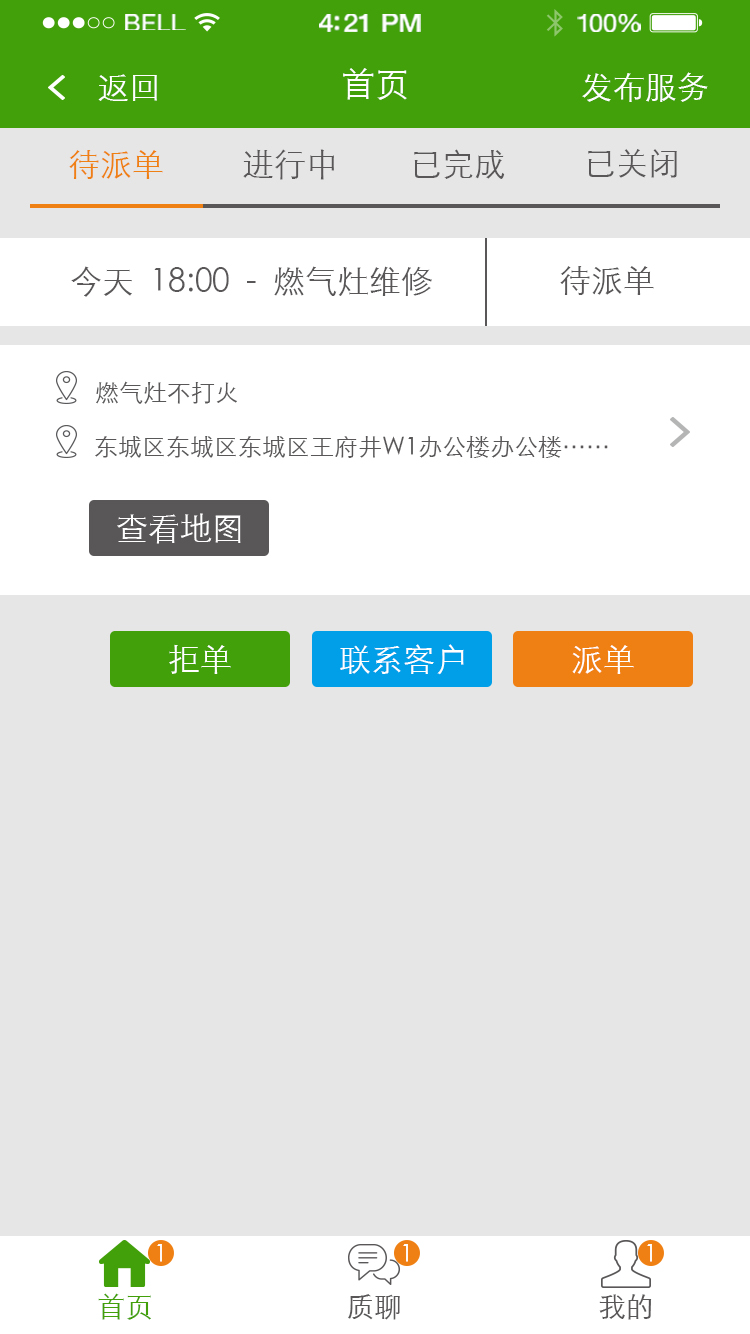 BELL 4:21 PM 100%
返回 首页 发布服务
待派单 进行中 已完成 已关闭
今天 18:00 - 燃气灶维修 待派单
燃气灶不打火
东城区东城区东城区王府井W1办公楼办公楼……
查看地图
拒单 联系客户 派单
1 1 1
首页 质聊 我的